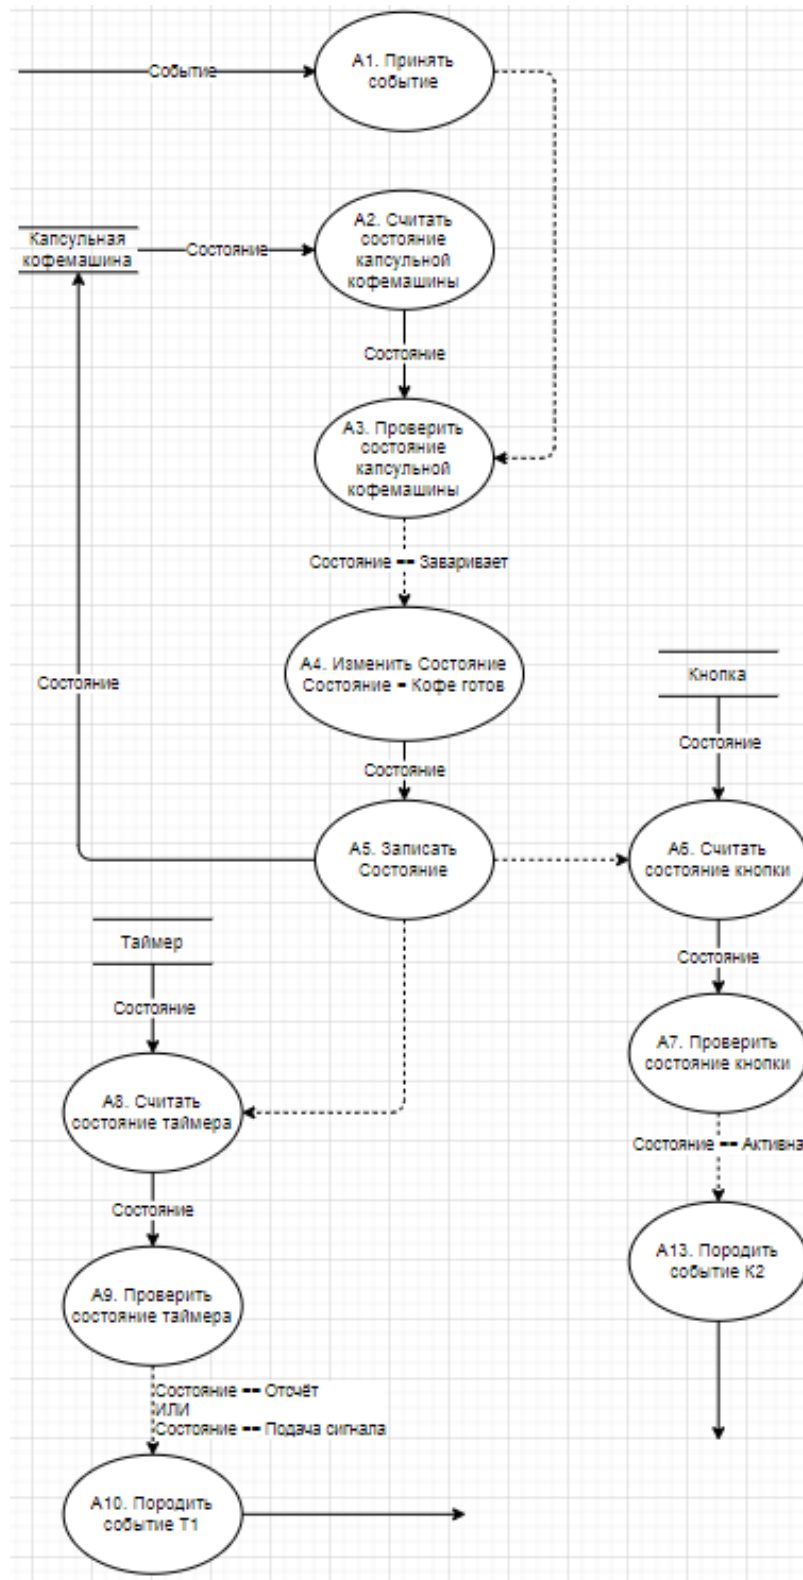 А1. Принять
событие
Событие
А2. Считать
состояние
капсульной
кофемашины
Капсульная
кофемашина
Состояние
Состояние
А3. Проверить
состояние
капсульной
кофемашины
Состояние == Заваривает
А4. Изменить Состояние
Состояние = Кофе готов
Кнопка
Состояние
Состояние
Состояние
А5. Записать
Состояние
А6. Считать
состояние кнопки
Таймер
Состояние
Состояние
А7. Проверить
состояние кнопки
А8. Считать
состояние таймера
Состояние == Активна
Состояние
А13. Породить
событие К2
А9. Проверить
состояние таймера
Состояние == Отсчёт
ИЛИ
Состояние == Подача сигнала
А10. Породить
событие Т1